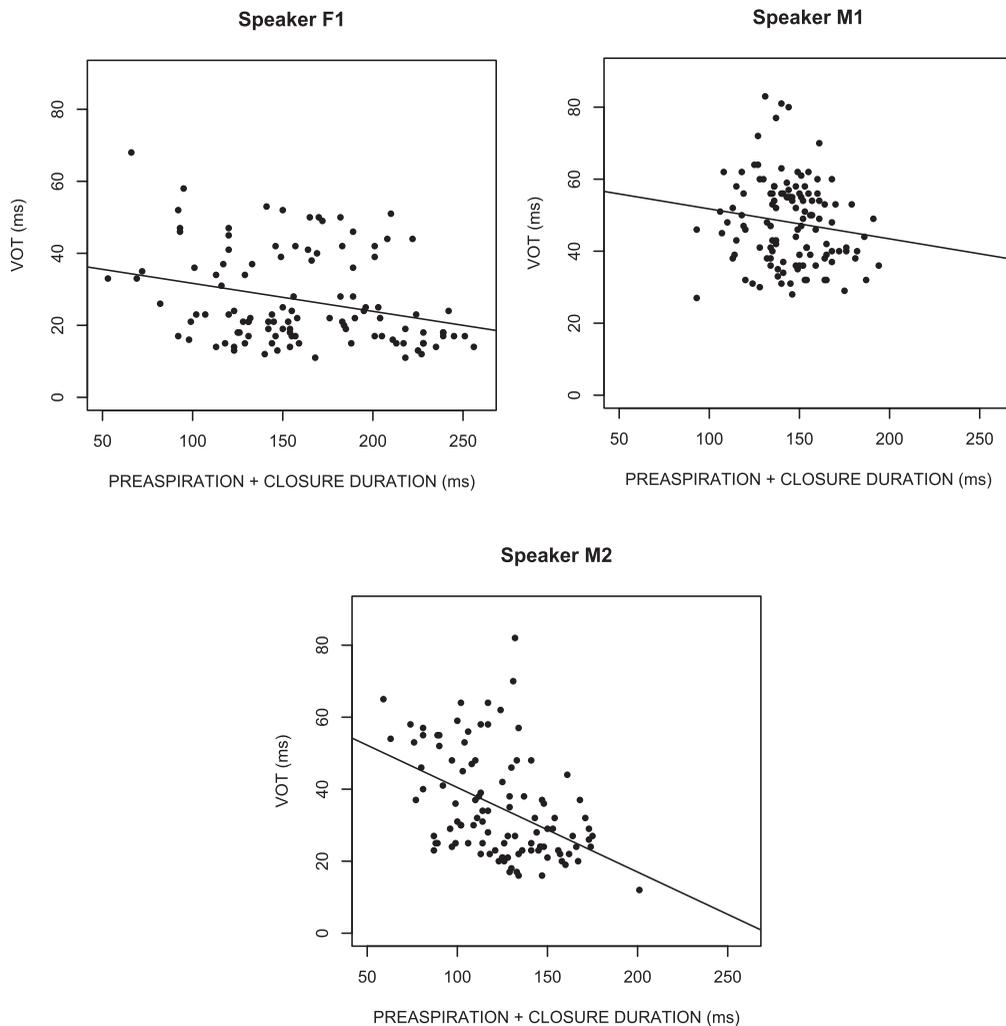 Speaker F1
VOT (ms)
0
20
40
60
80
50 100 150 200 250
PREASPIRATION + CLOSURE DURATION (ms)
Speaker M1
VOT (ms)
0
20
40
60
80
50 100 150 200 250
PREASPIRATION + CLOSURE DURATION (ms)
Speaker M2
VOT (ms)
0
20
40
60
80
50 100 150 200 250
PREASPIRATION + CLOSURE DURATION (ms)